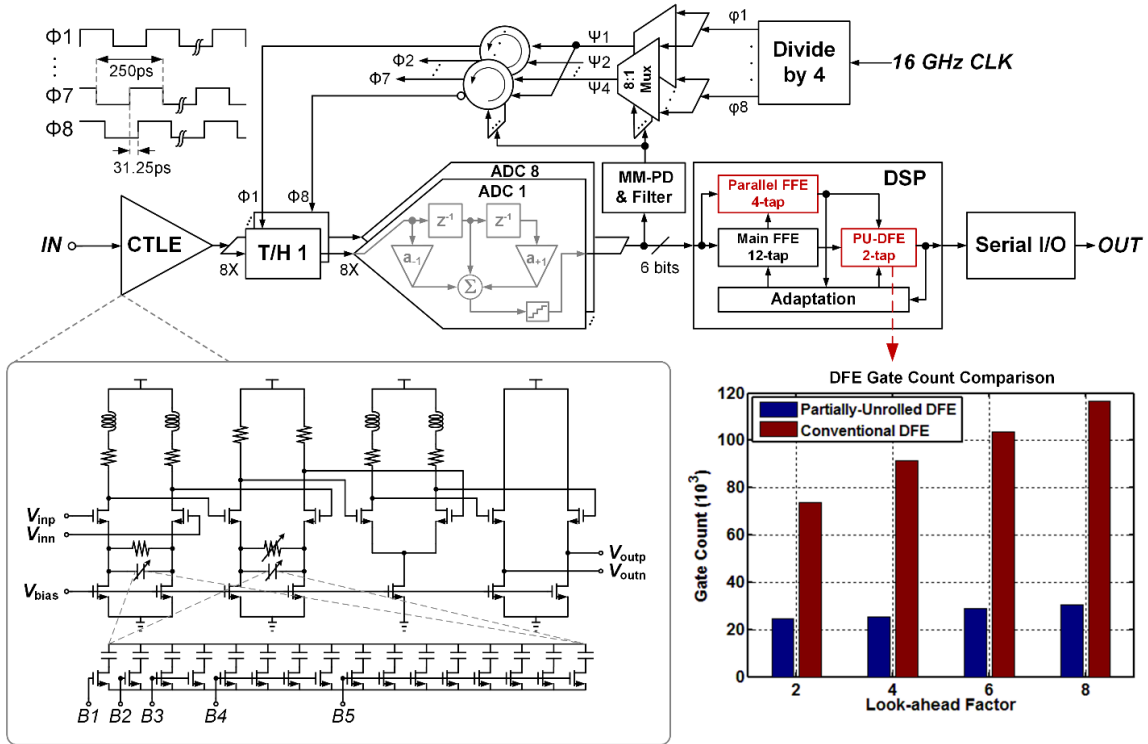 Φ1
250ps
Φ7
Φ8
31.25ps
Φ2
Φ7
Ψ1
Ψ2
Ψ4
8:1
Mux
φ1
φ8
Divide
by 4
16 GHz CLK
IN
CTLE
8X
Φ1
Φ8
T/H 1
8X
ADC 8
ADC 1
z-1
z-1
a-1
a+1
Σ
MM-PD
& Filter
6 bits
DSP
Parallel FFE
4-tap
Main FFE
12-tap
PU-DFE
2-tap
Adaptation
Serial I/O
OUT
Vinp
Vinn
Vbias
Voutp
Voutn
B1
B2
B3
B4
B5
DFE Gate Count Comparison
Partially-Unrolled DFE
Conventional DFE
Gate Count (10^3)
120
100
80
60
40
20
0
2
4
6
8
Look-ahead Factor